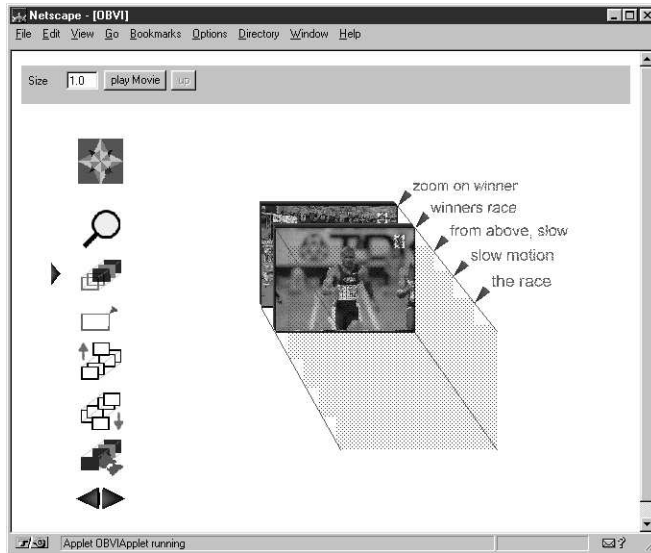 Netscape - [OBVI]
File Edit View Go Bookmarks Options Directory Window Help
Size 1.0 play Movie up
zoom on winner
winners race
from above, slow
slow motion
the race
Applet OBVIApplet running